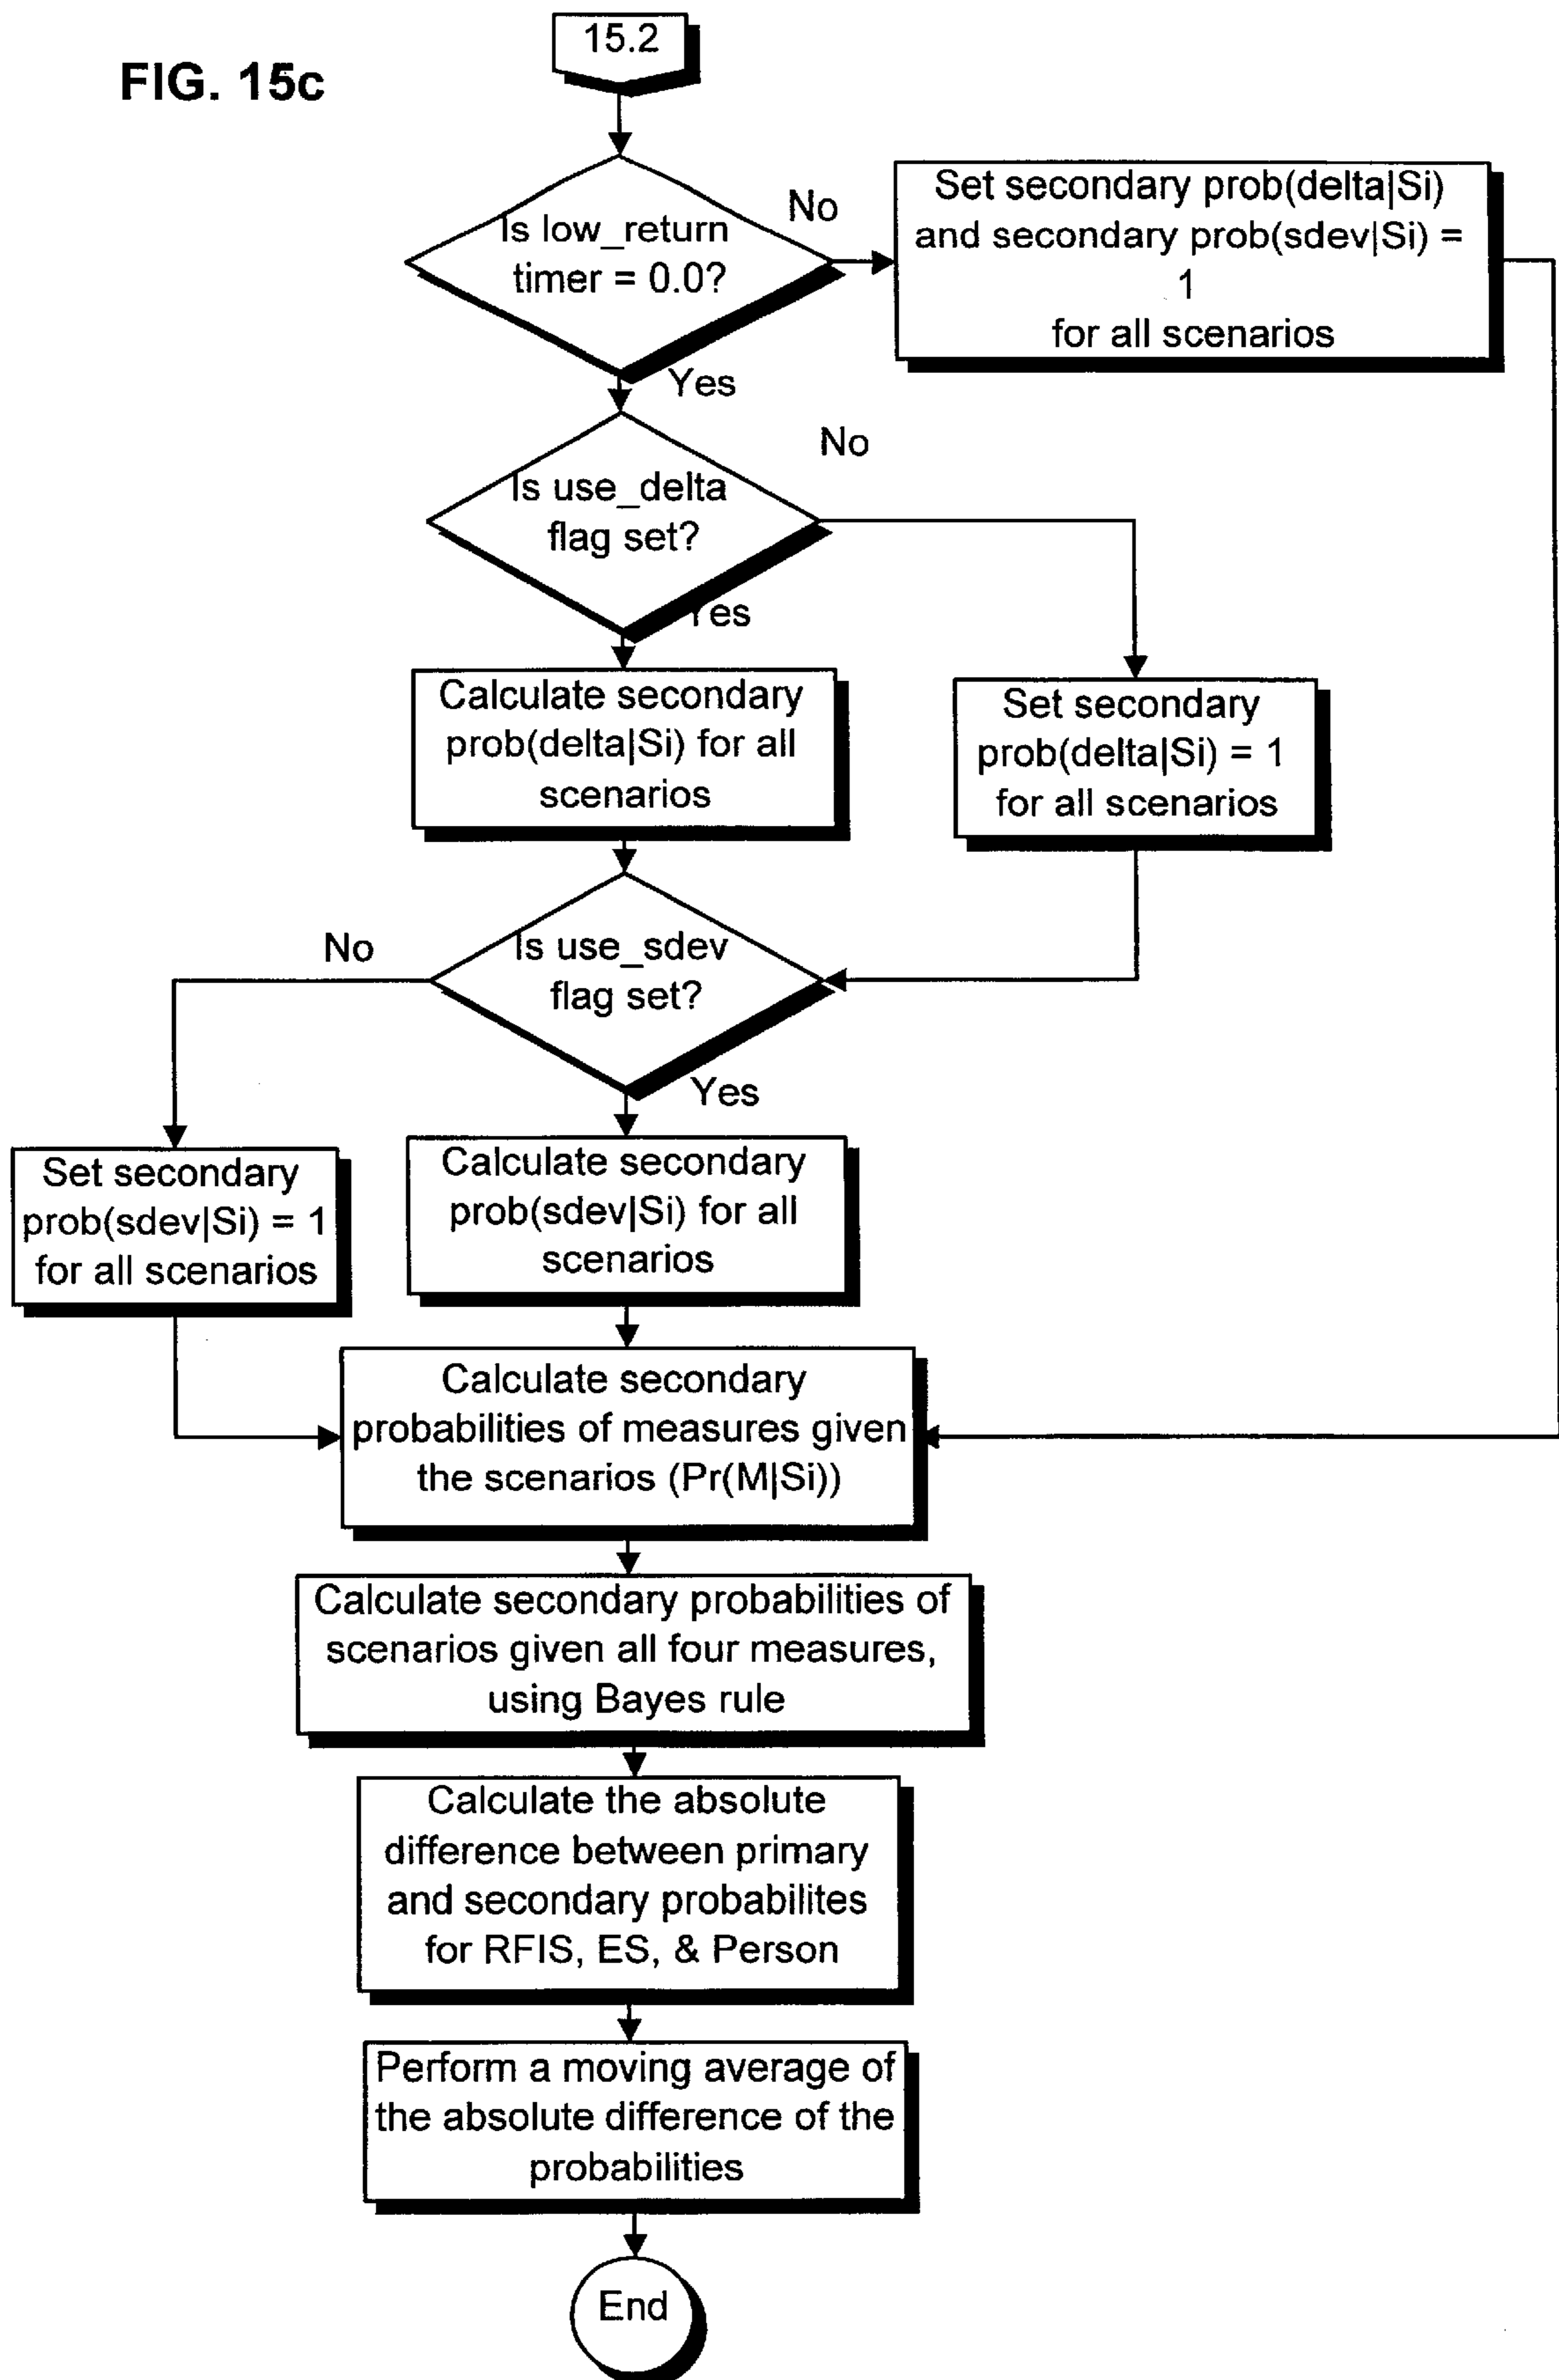 FIG. 15c
15.2
Is low_return
timer = 0.0?
No
Set secondary prob(delta|Si)
and secondary prob(sdev|Si) =
1
for all scenarios
Yes
Is use_delta
flag set?
No
Yes
Calculate secondary
prob(delta|Si) for all
scenarios
Set secondary
prob(delta|Si) = 1
for all scenarios
Is use_sdev
flag set?
No
Yes
Set secondary
prob(sdev|Si) = 1
for all scenarios
Calculate secondary
prob(sdev|Si) for all
scenarios
Calculate secondary
probabilities of measures given
the scenarios (Pr(M|Si))
Calculate secondary probabilities of
scenarios given all four measures,
using Bayes rule
Calculate the absolute
difference between primary
and secondary probabilites
for RFIS, ES, & Person
Perform a moving average of
the absolute difference of the
probabilities
End